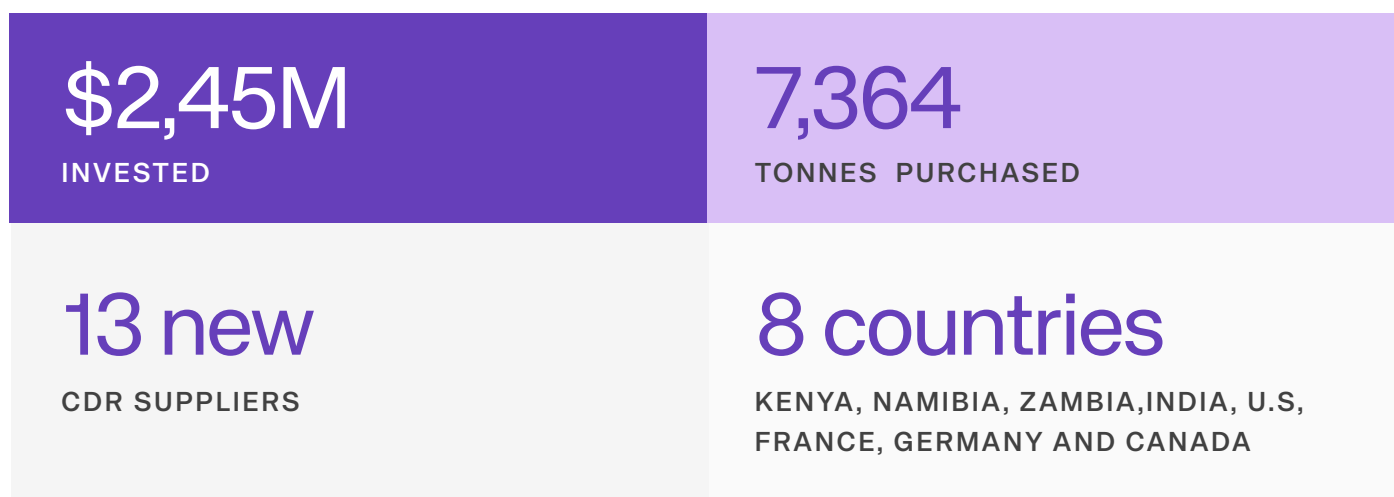 $2,45M
INVESTED
7,364
TONNES PURCHASED
13 new
CDR SUPPLIERS
8 countries
KENYA, NAMIBIA, ZAMBIA,INDIA, U.S,
FRANCE, GERMANY AND CANADA